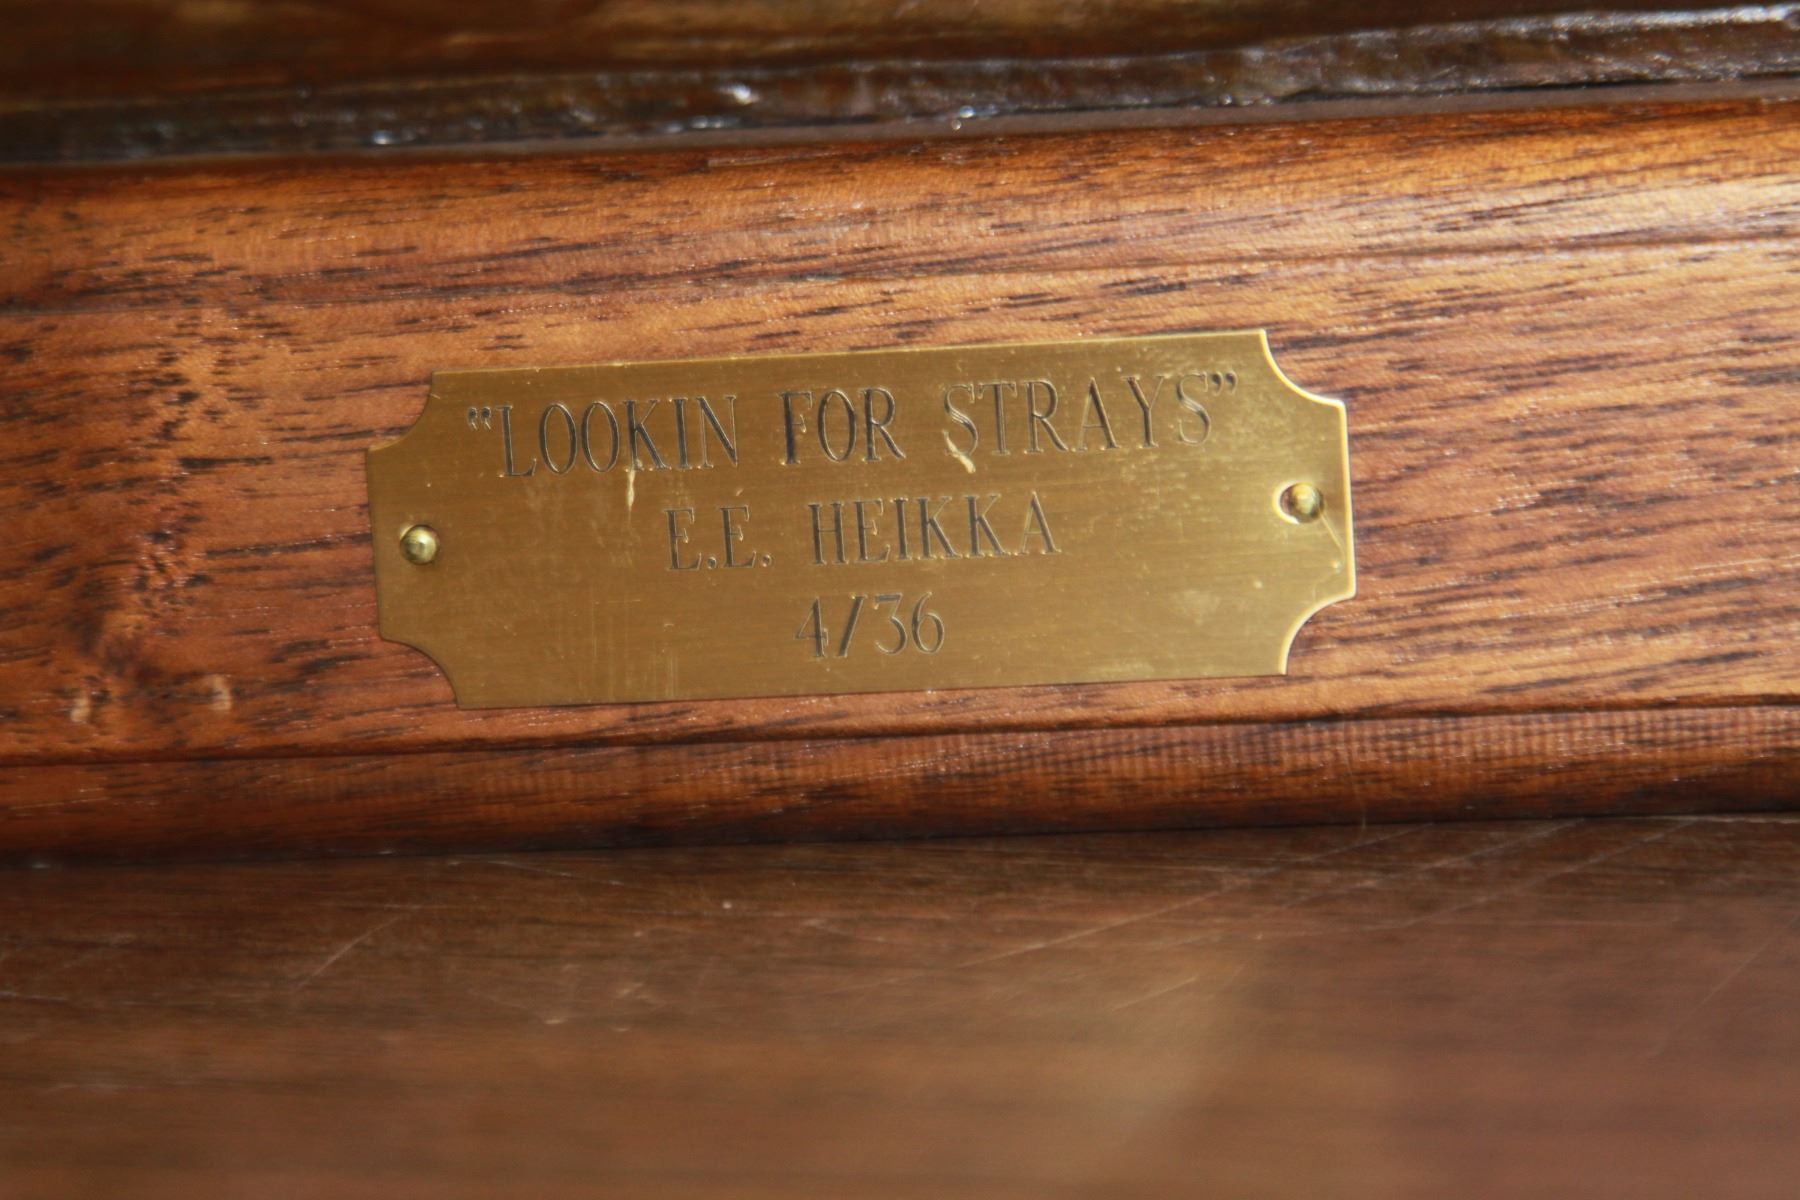 “LOOKIN FOR STRAYS”
E.E. HEIKKA
4/36